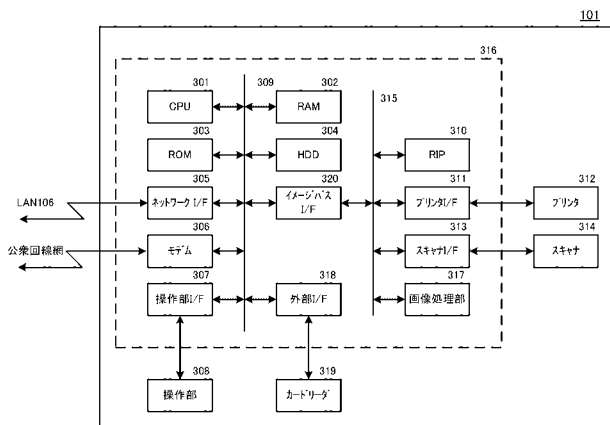 101
316
301
309
302
315
CPU
RAM
303
304
310
ROM
HDD
RIP
305
320
311
312
LAN106
ネットワーク I/F
イメージバス
I/F
プリンタI/F
プリンタ
306
313
314
公衆回線網
モデム
スキャナI/F
スキャナ
307
318
317
操作部I/F
外部I/F
画像処理部
308
319
操作部
カードリーダ